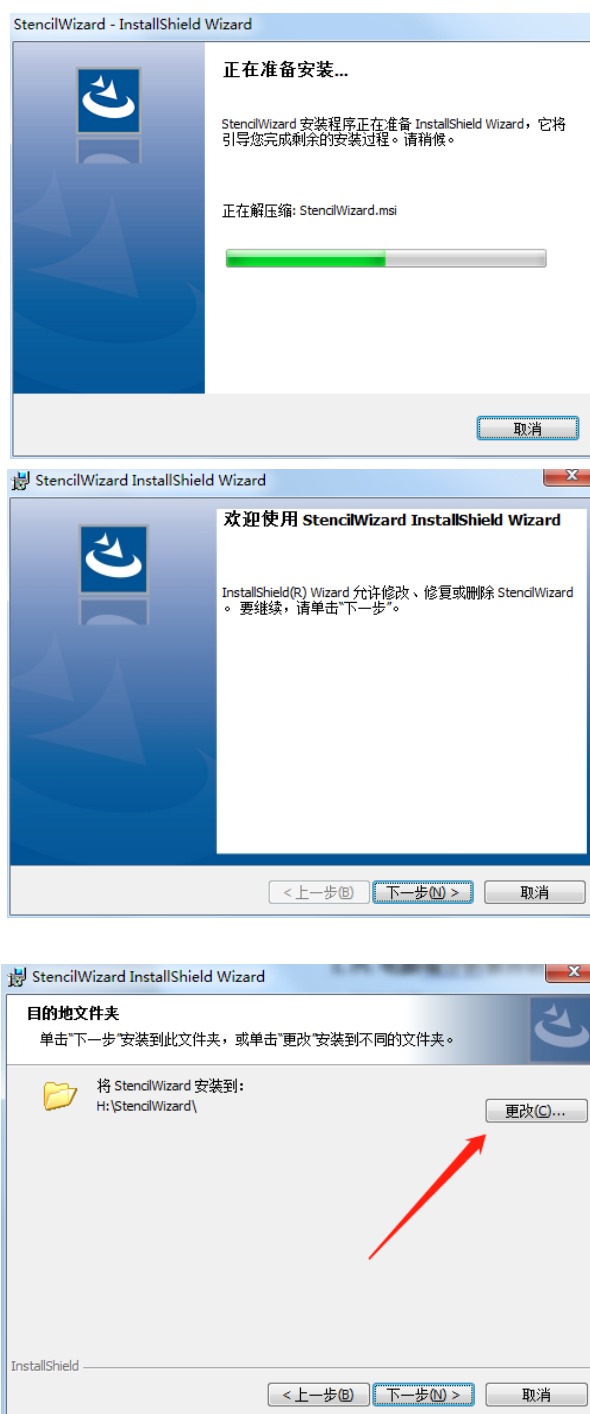 StencilWizard - InstallShield Wizard
正在准备安装...
StencilWizard 安装程序正在准备 InstallShield Wizard，它将
引导您完成剩余的安装过程。请稍候。
正在解压缩: StencilWizard.msi
取消
StencilWizard InstallShield Wizard
欢迎使用 StencilWizard InstallShield Wizard
InstallShield(R) Wizard 允许修改、修复或删除 StencilWizard
。 要继续，请单击"下一步"。
<上一步(B) 下一步(N) > 取消
StencilWizard InstallShield Wizard
目的地文件夹
单击"下一步"安装到此文件夹，或单击"更改"安装到不同的文件夹。
将 StencilWizard 安装到:
H:\StencilWizard\
更改(C)...
InstallShield
<上一步(B) 下一步(N) > 取消